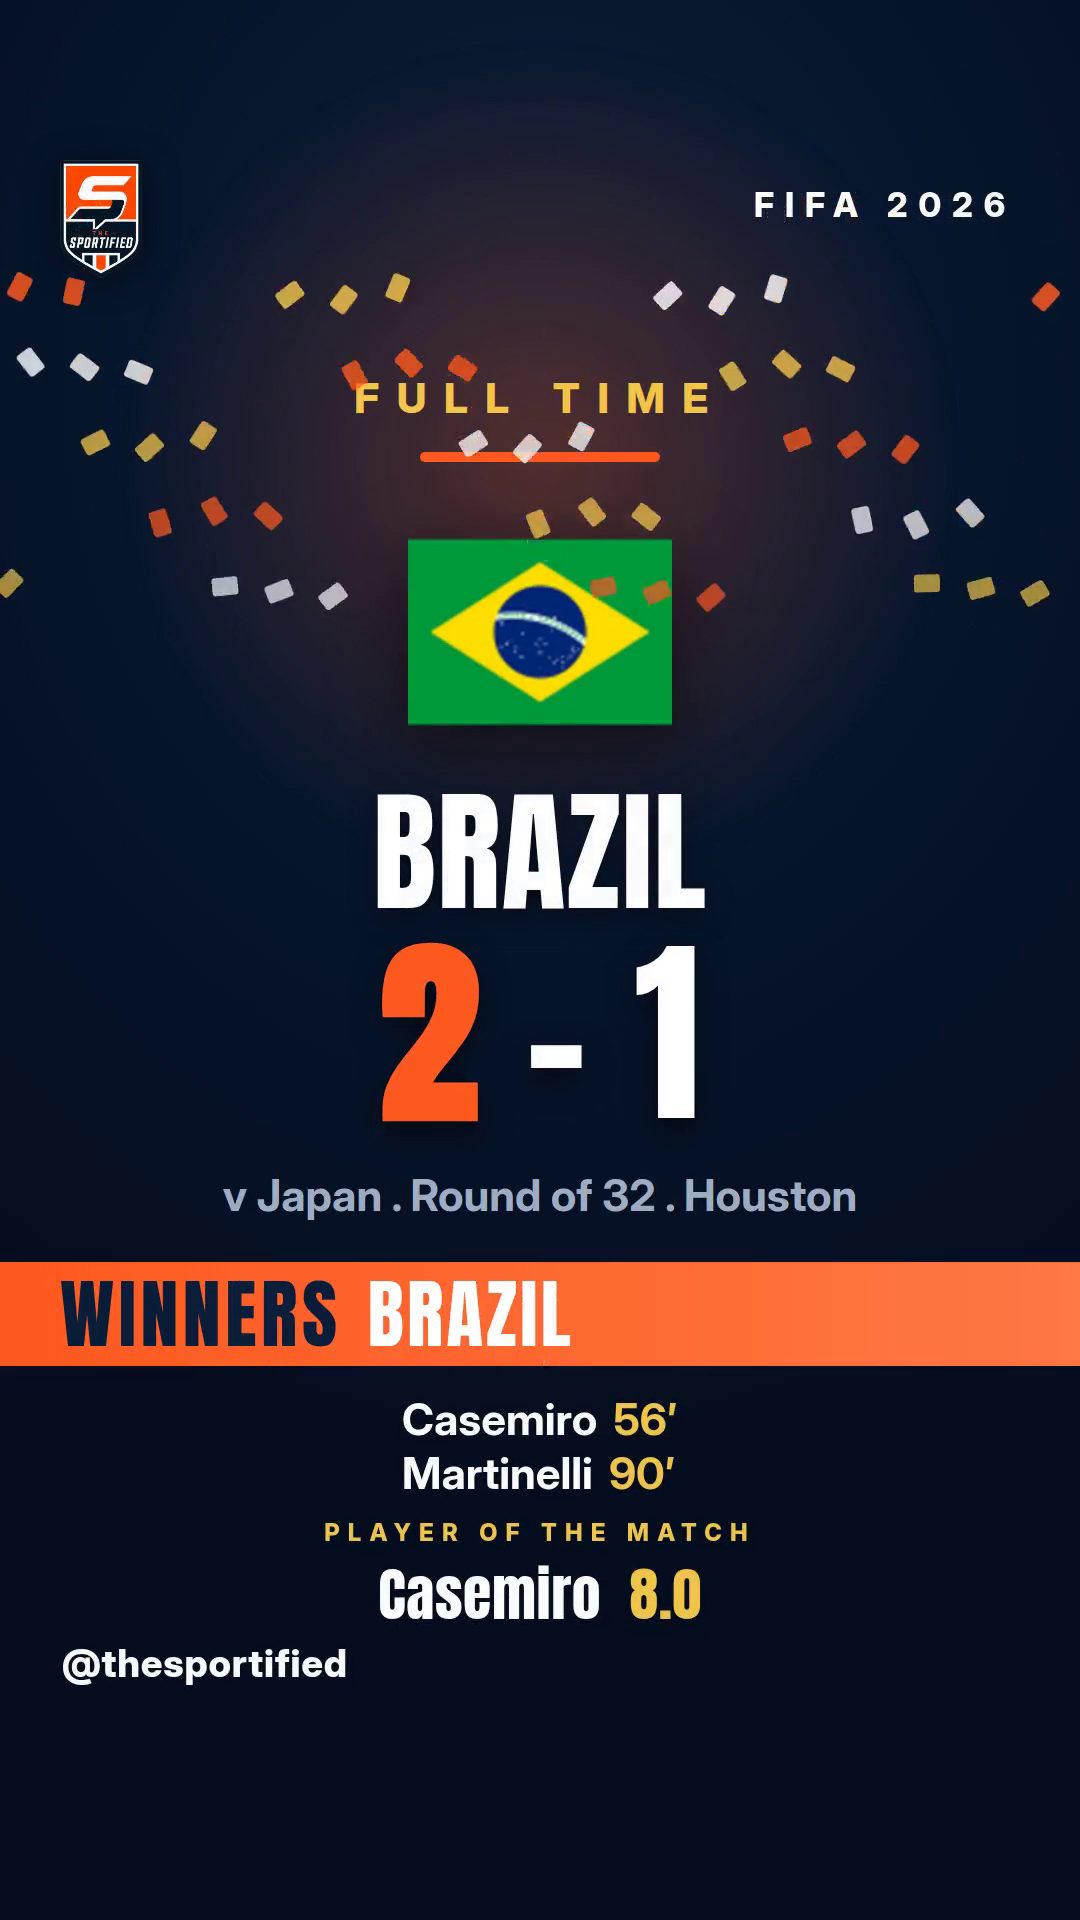 S
THE
SPORTIFIED
FIFA 2026
FULL TIME
BRAZIL
2 - 1
v Japan . Round of 32 . Houston
WINNERS BRAZIL
Casemiro 56'
Martinelli 90'
PLAYER OF THE MATCH
Casemiro 8.0
@thesportified